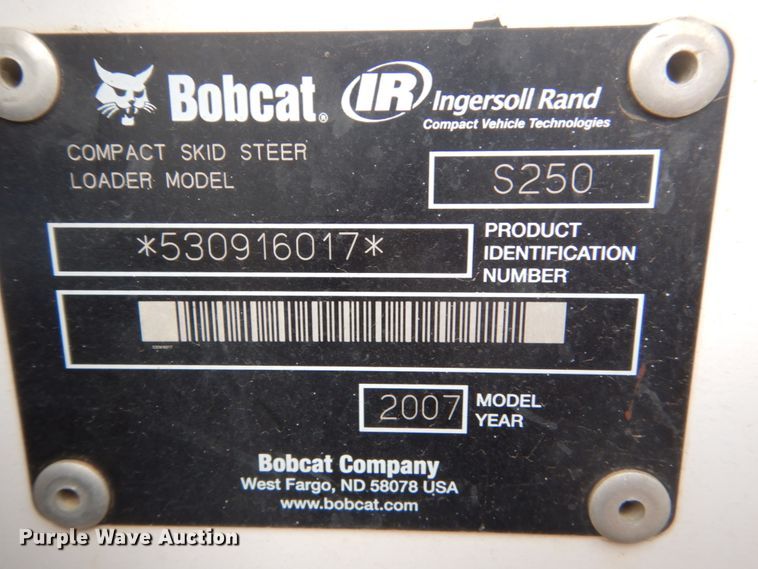 Bobcat® IR Ingersoll Rand
Compact Vehicle Technologies
COMPACT SKID STEER
LOADER MODEL
S250
*530916017*
PRODUCT
IDENTIFICATION
NUMBER
2007
MODEL
YEAR
Bobcat Company
West Fargo, ND 58078 USA
www.bobcat.com
Purple Wave Auction